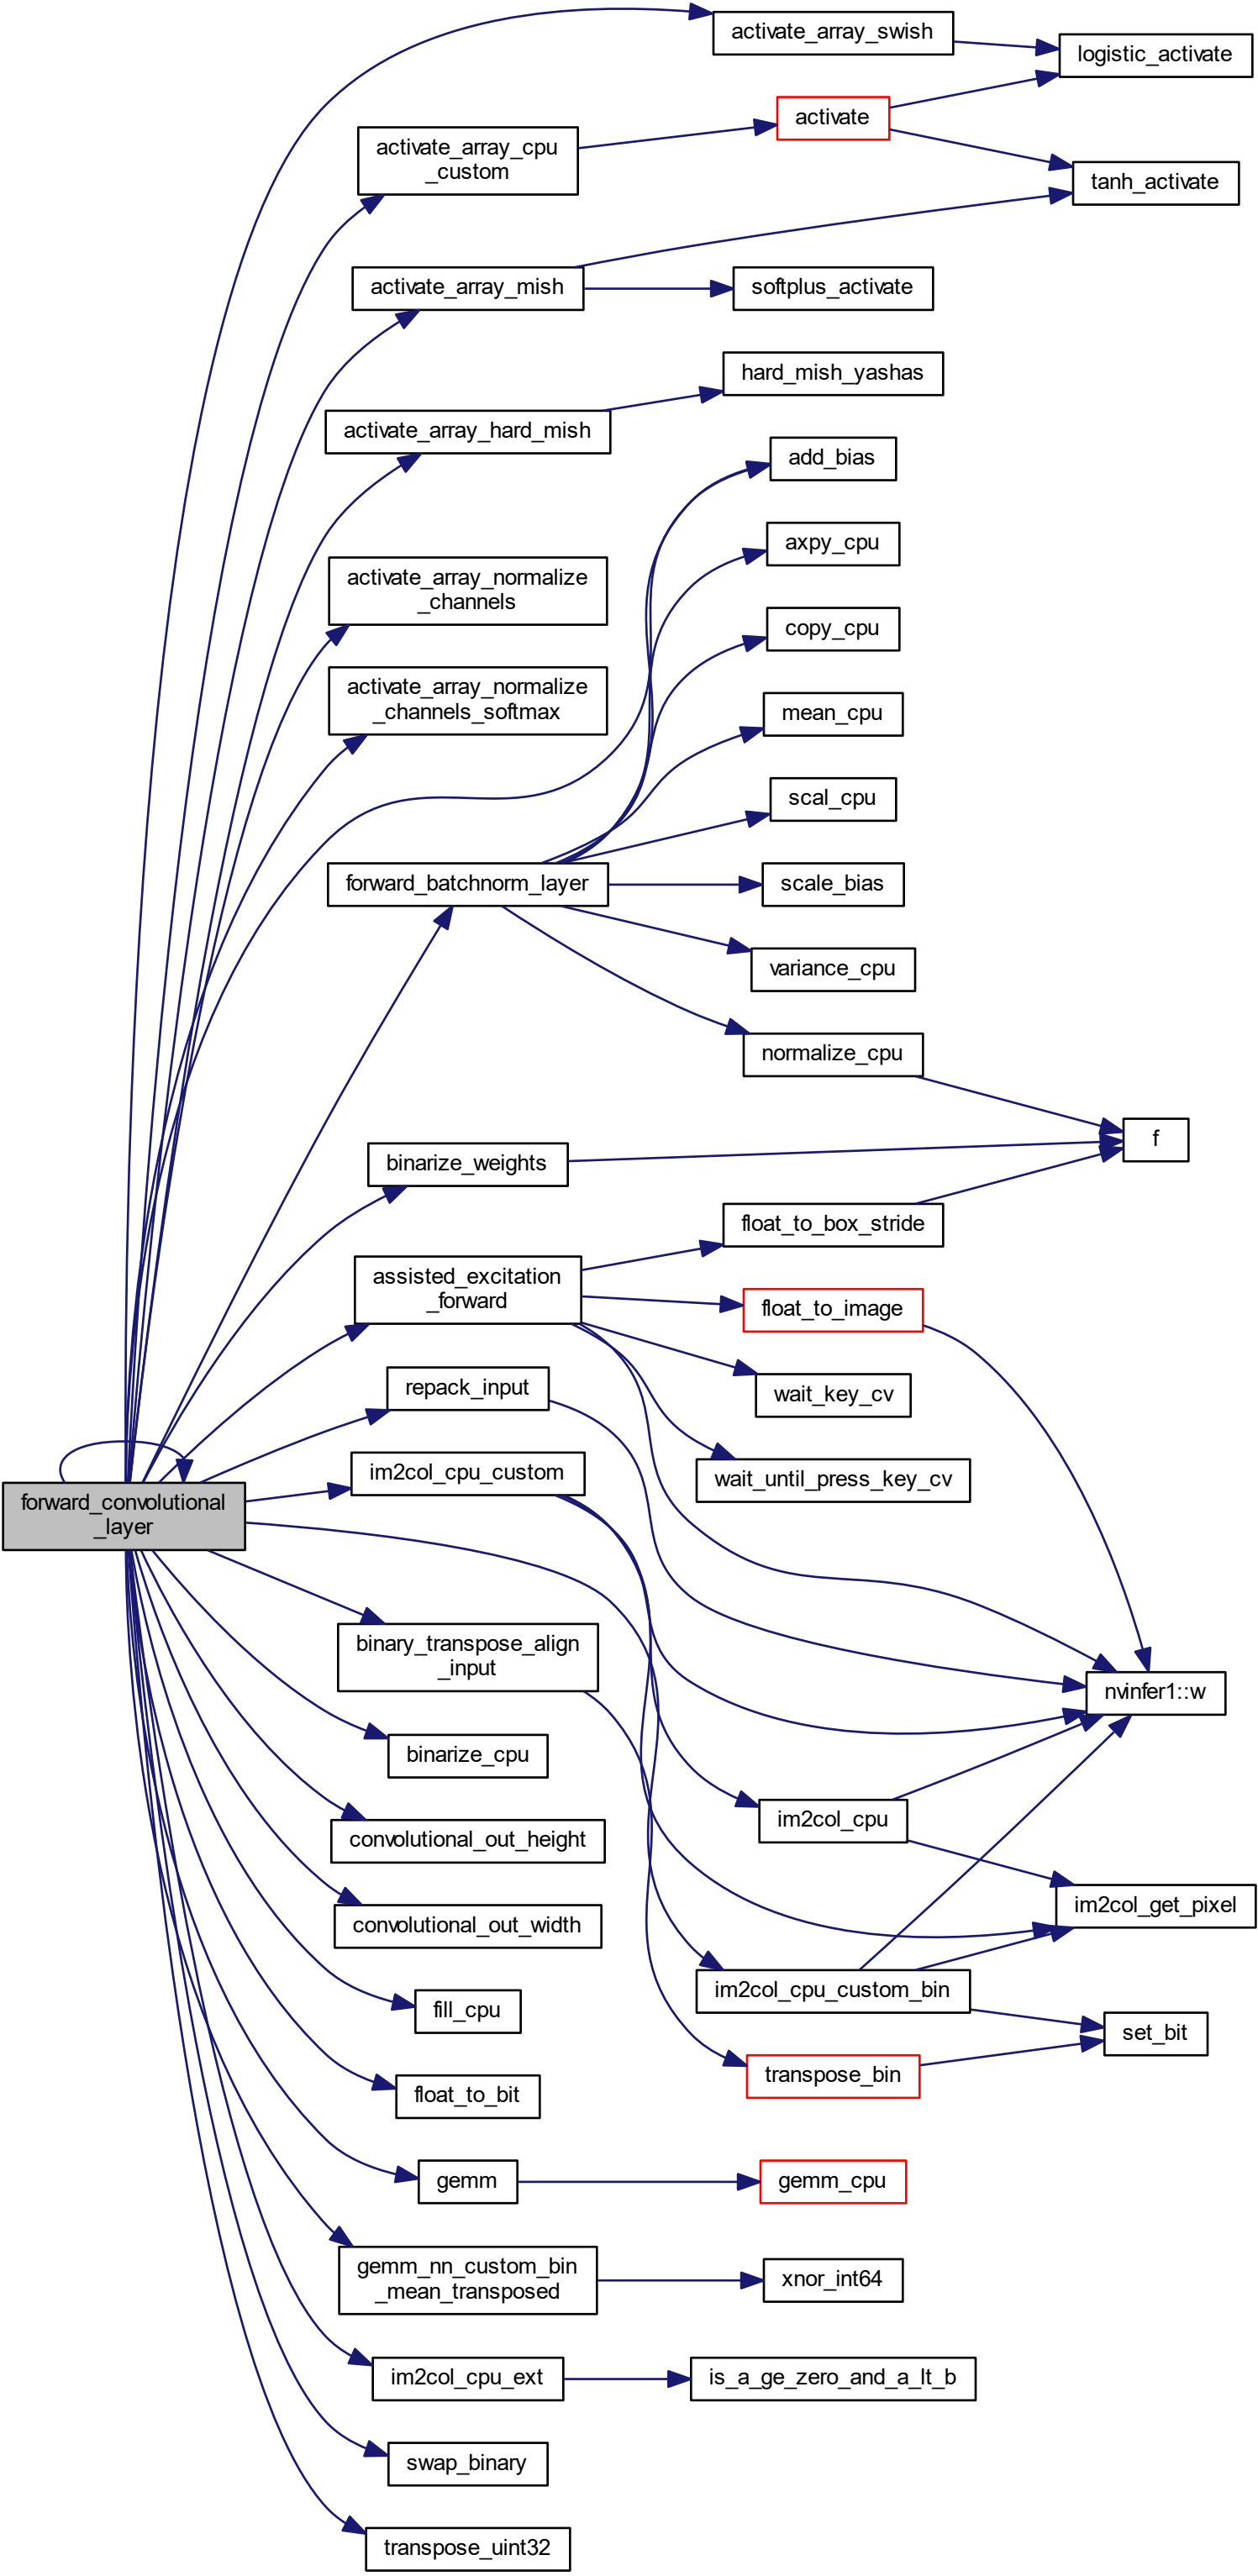 activate_array_swish
logistic_activate
activate
activate_array_cpu
_custom
tanh_activate
activate_array_mish
softplus_activate
hard_mish_yashas
activate_array_hard_mish
add_bias
axpy_cpu
activate_array_normalize
_channels
copy_cpu
activate_array_normalize
_channels_softmax
mean_cpu
scal_cpu
forward_batchnorm_layer
scale_bias
variance_cpu
normalize_cpu
f
binarize_weights
float_to_box_stride
assisted_excitation
_forward
float_to_image
repack_input
wait_key_cv
im2col_cpu_custom
wait_until_press_key_cv
forward_convolutional
_layer
binary_transpose_align
_input
nvinfer1::w
binarize_cpu
im2col_cpu
convolutional_out_height
im2col_get_pixel
convolutional_out_width
im2col_cpu_custom_bin
fill_cpu
set_bit
transpose_bin
float_to_bit
gemm
gemm_cpu
gemm_nn_custom_bin
_mean_transposed
xnor_int64
im2col_cpu_ext
is_a_ge_zero_and_a_lt_b
swap_binary
transpose_uint32